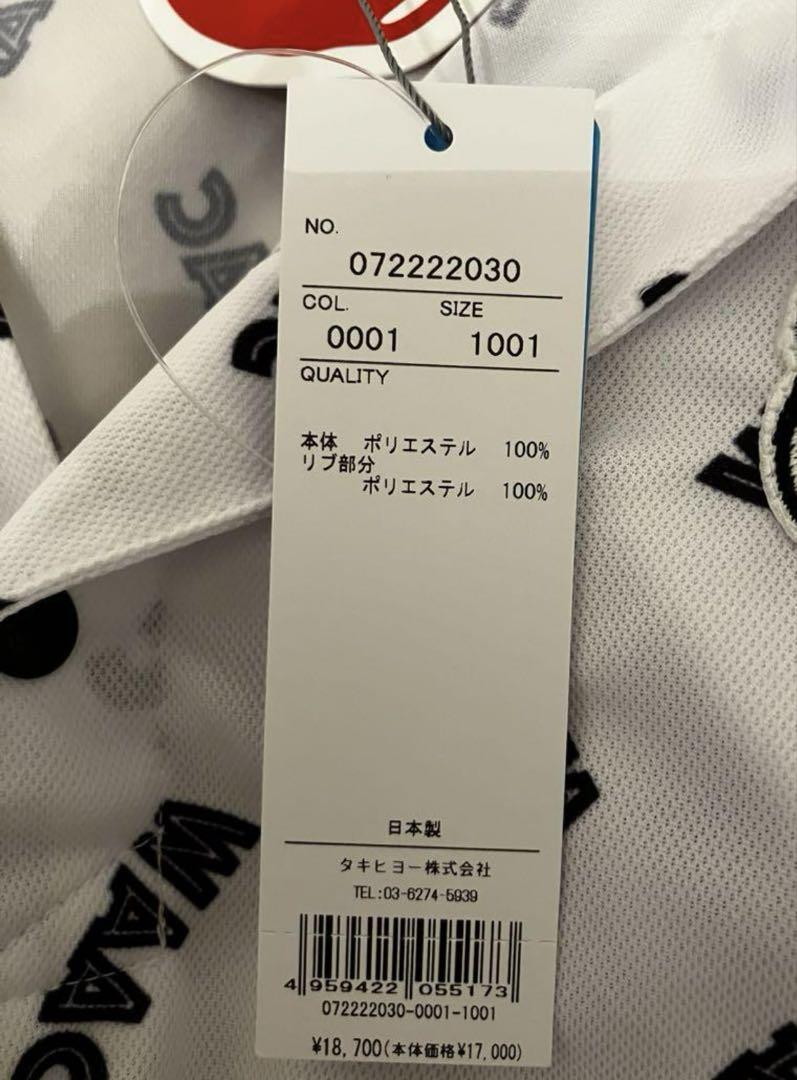 NO.
072222030
COL. SIZE
0001 1001
QUALITY
本体 ポリエステル 100%
リブ部分
ポリエステル 100%
日本製
タキヒヨー株式会社
TEL:03-6274-5939
4 959422 055173
072222030-0001-1001
¥18,700(本体価格¥17,000)
WAAC